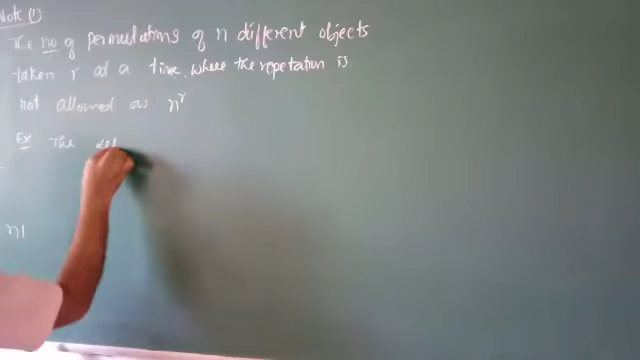 Note (1)
The no of permutations of n different objects
taken r at a time, where the repetation is
not allowed as n^r
Ex The
n!